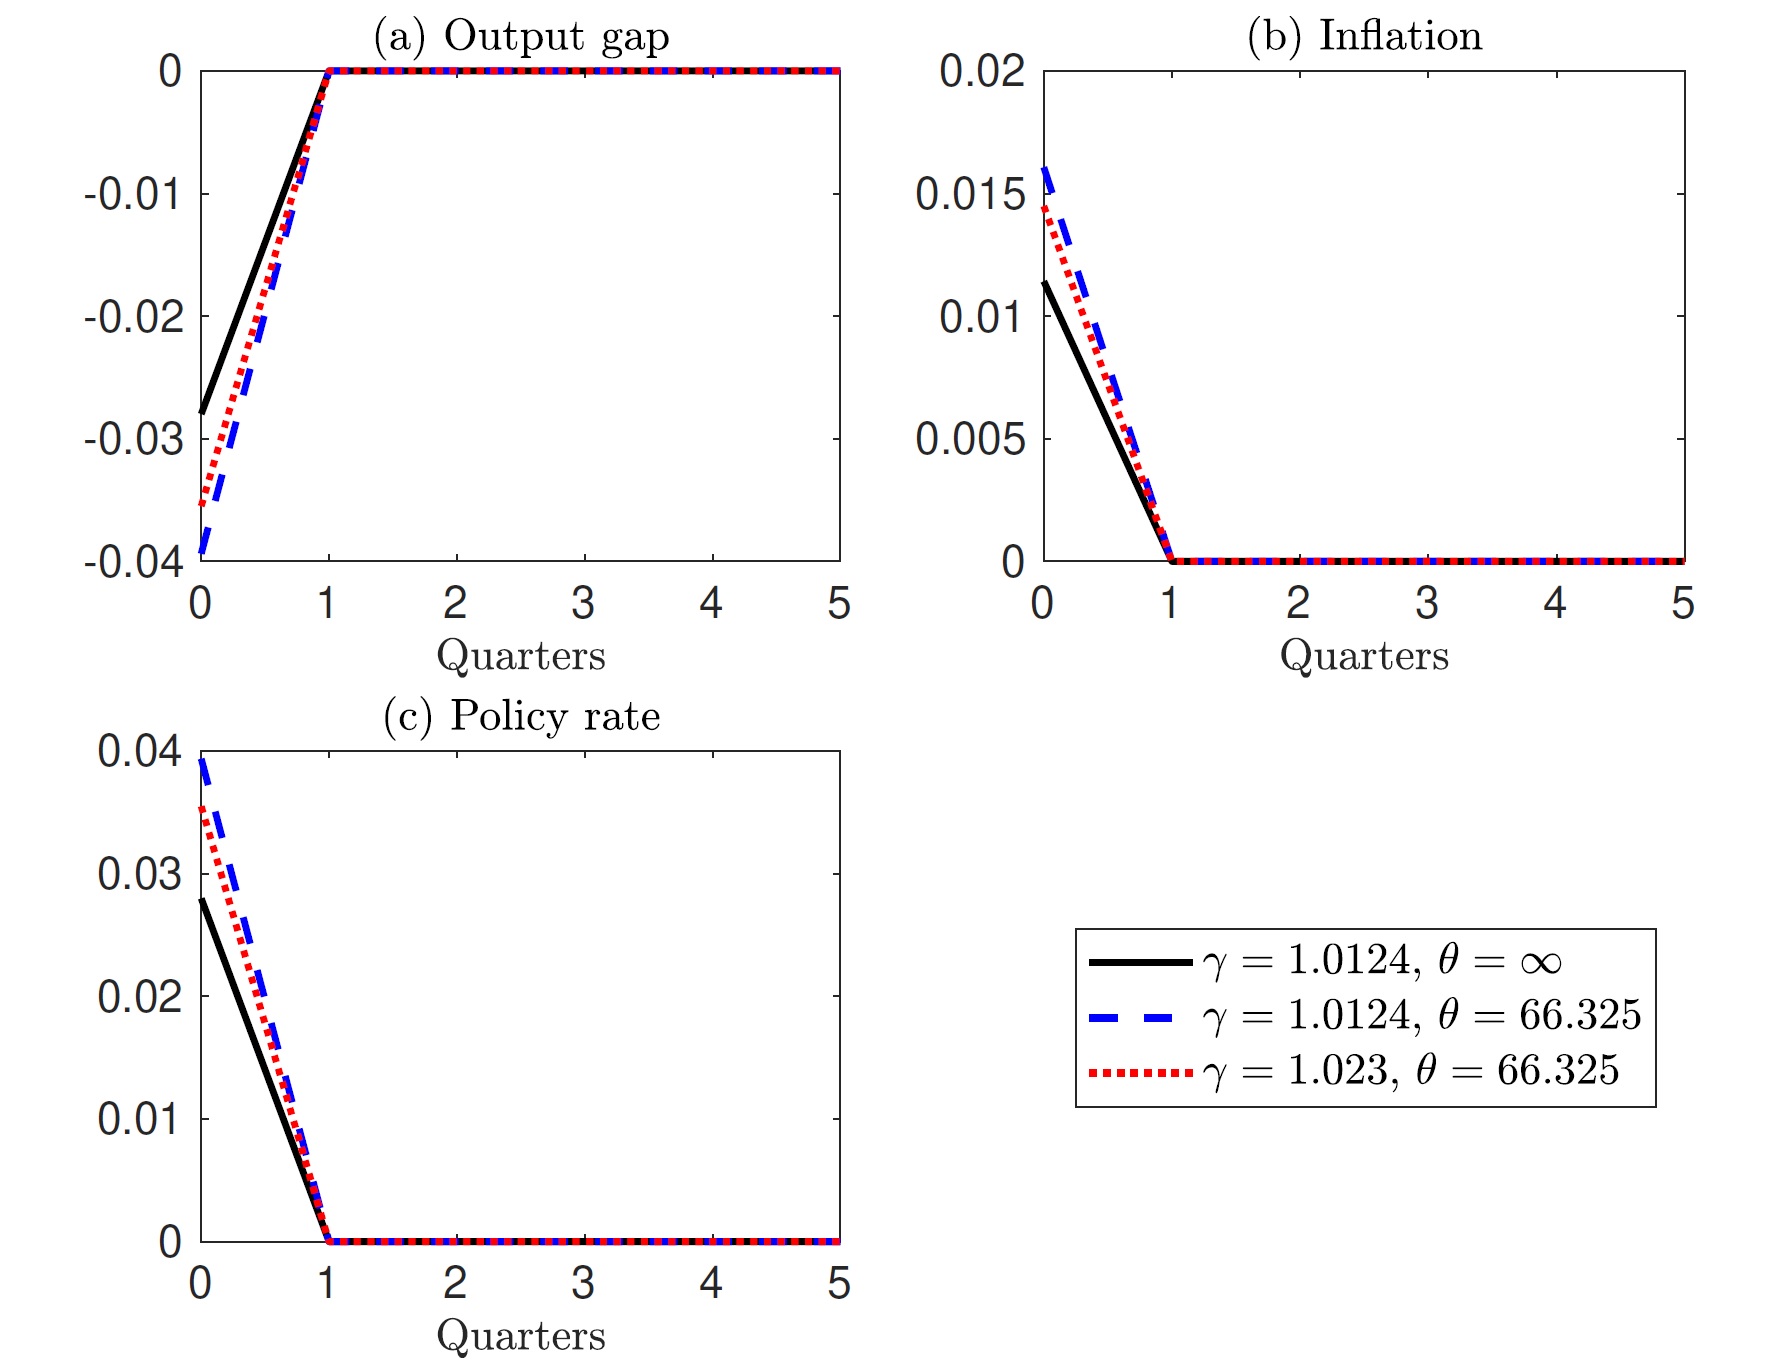 (a) Output gap
0
-0.01
-0.02
-0.03
-0.04
0 1 2 3 4 5
Quarters
(b) Inflation
0.02
0.015
0.01
0.005
0
0 1 2 3 4 5
Quarters
(c) Policy rate
0.04
0.03
0.02
0.01
0
0 1 2 3 4 5
Quarters
γ = 1.0124, θ = ∞
γ = 1.0124, θ = 66.325
γ = 1.023, θ = 66.325